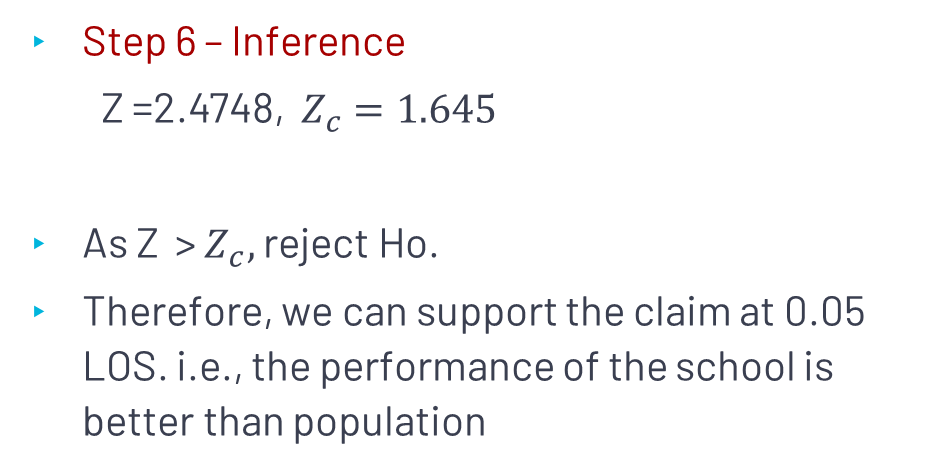 ▸ Step 6 – Inference
Z =2.4748, Z_c = 1.645
▸ As Z > Z_c, reject Ho.
▸ Therefore, we can support the claim at 0.05
LOS. i.e., the performance of the school is
better than population